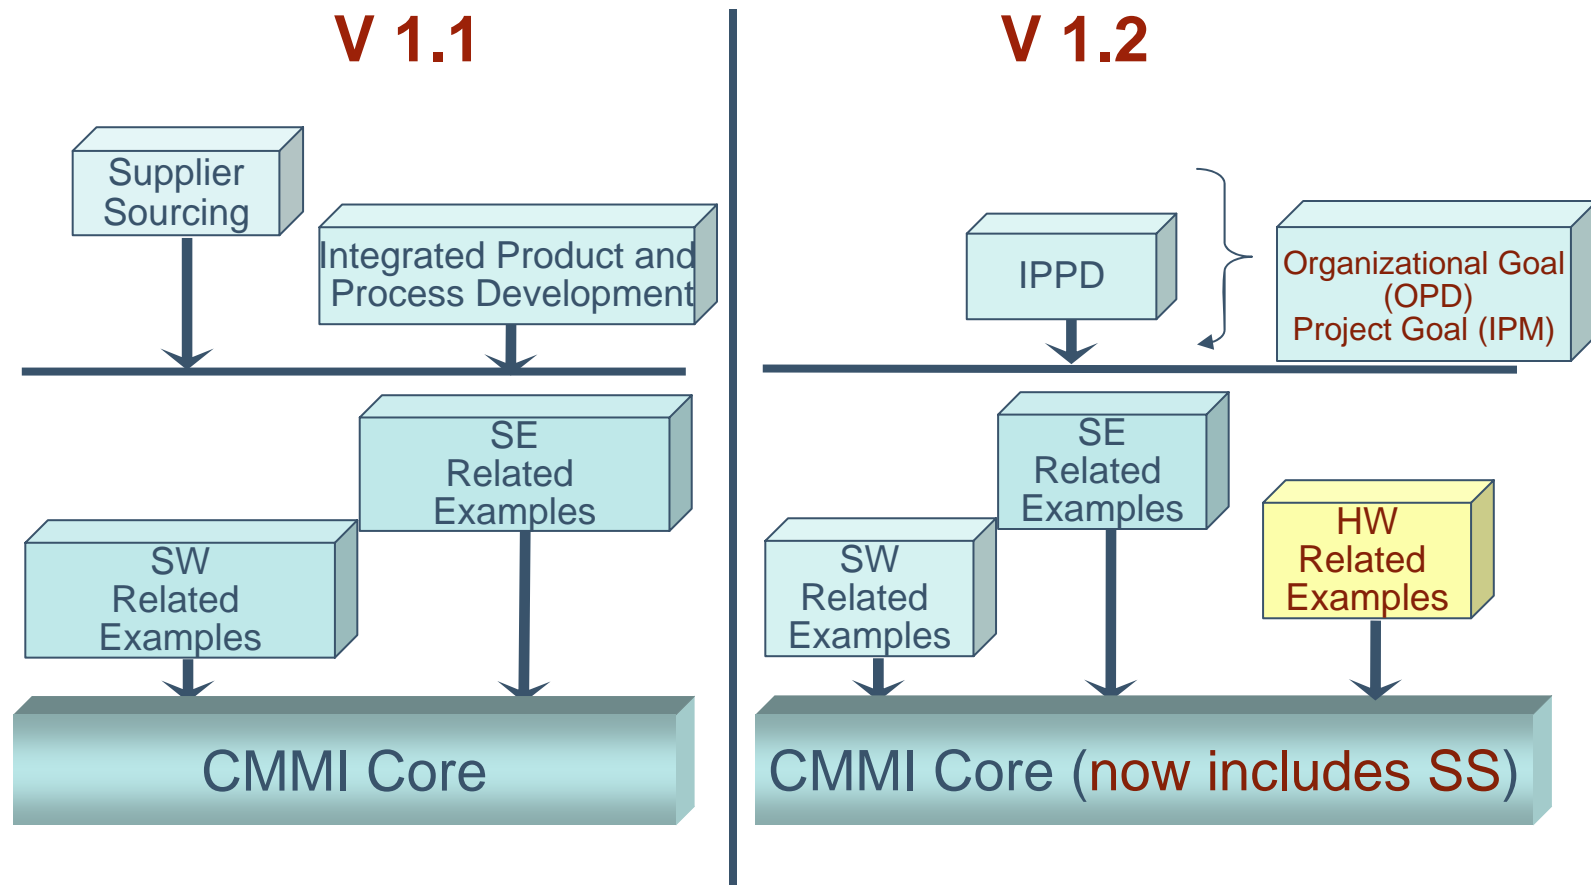 V 1.1
Supplier
Sourcing
Integrated Product and
Process Development
SE
Related
Examples
SW
Related
Examples
CMMI Core
V 1.2
IPPD
Organizational Goal
(OPD)
Project Goal (IPM)
SE
Related
Examples
SW
Related
Examples
HW
Related
Examples
CMMI Core (now includes SS)